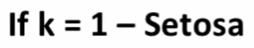 If k = 1 – Setosa